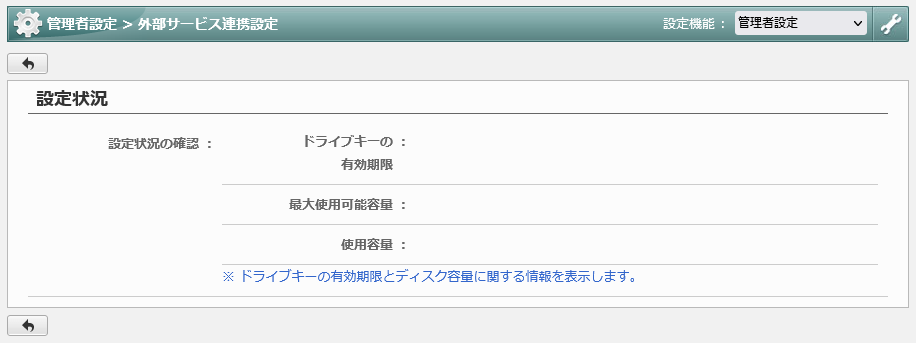 管理者設定 > 外部サービス連携設定
設定機能 : 管理者設定
設定状況
設定状況の確認 :
ドライブキーの :
有効期限
最大使用可能容量 :
使用容量 :
※ ドライブキーの有効期限とディスク容量に関する情報を表示します。